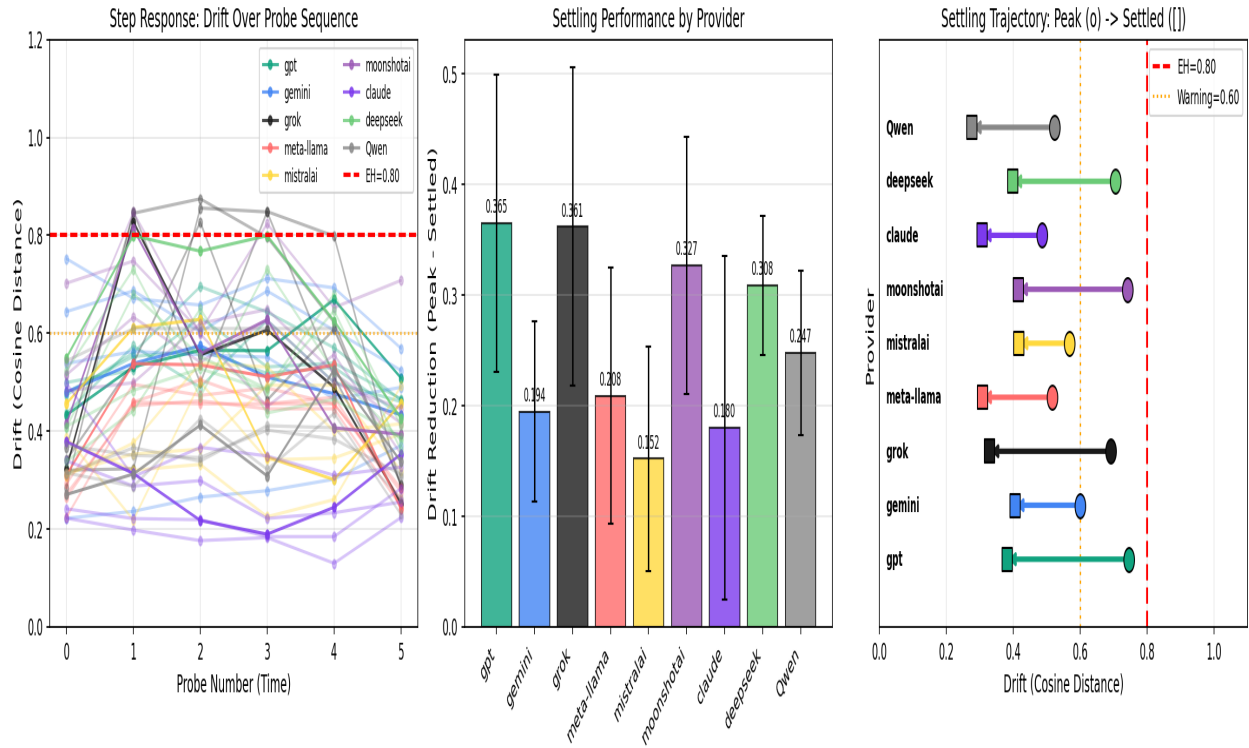 Step Response: Drift Over Probe Sequence
Drift (Cosine Distance)
1.2
1.0
0.8
0.6
0.4
0.2
0.0
0 1 2 3 4 5
Probe Number (Time)
gpt
gemini
grok
meta-llama
mistralai
moonshotai
claude
deepseek
Qwen
EH=0.80
Settling Performance by Provider
Drift Reduction (Peak - Settled)
0.5
0.4
0.3
0.2
0.1
0.0
0.365
0.194
0.361
0.208
0.152
0.327
0.180
0.308
0.247
gpt
gemini
grok
meta-llama
mistralai
moonshotai
claude
deepseek
Qwen
Settling Trajectory: Peak (o) -> Settled ([])
EH=0.80
Warning=0.60
Provider
Qwen
deepseek
claude
moonshotai
mistralai
meta-llama
grok
gemini
gpt
0.0 0.2 0.4 0.6 0.8 1.0
Drift (Cosine Distance)